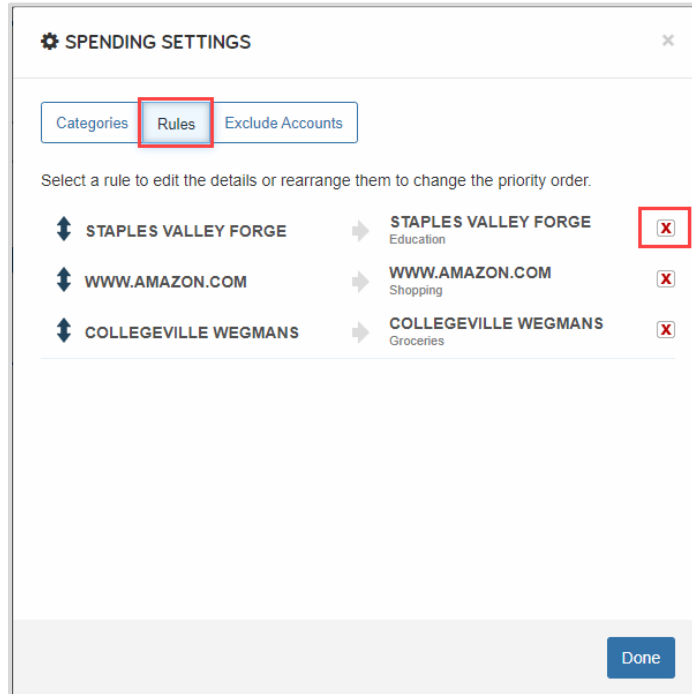 SPENDING SETTINGS ×
Categories Rules Exclude Accounts
Select a rule to edit the details or rearrange them to change the priority order.
STAPLES VALLEY FORGE STAPLES VALLEY FORGE X
Education
WWW.AMAZON.COM WWW.AMAZON.COM X
Shopping
COLLEGEVILLE WEGMANS COLLEGEVILLE WEGMANS X
Groceries
Done